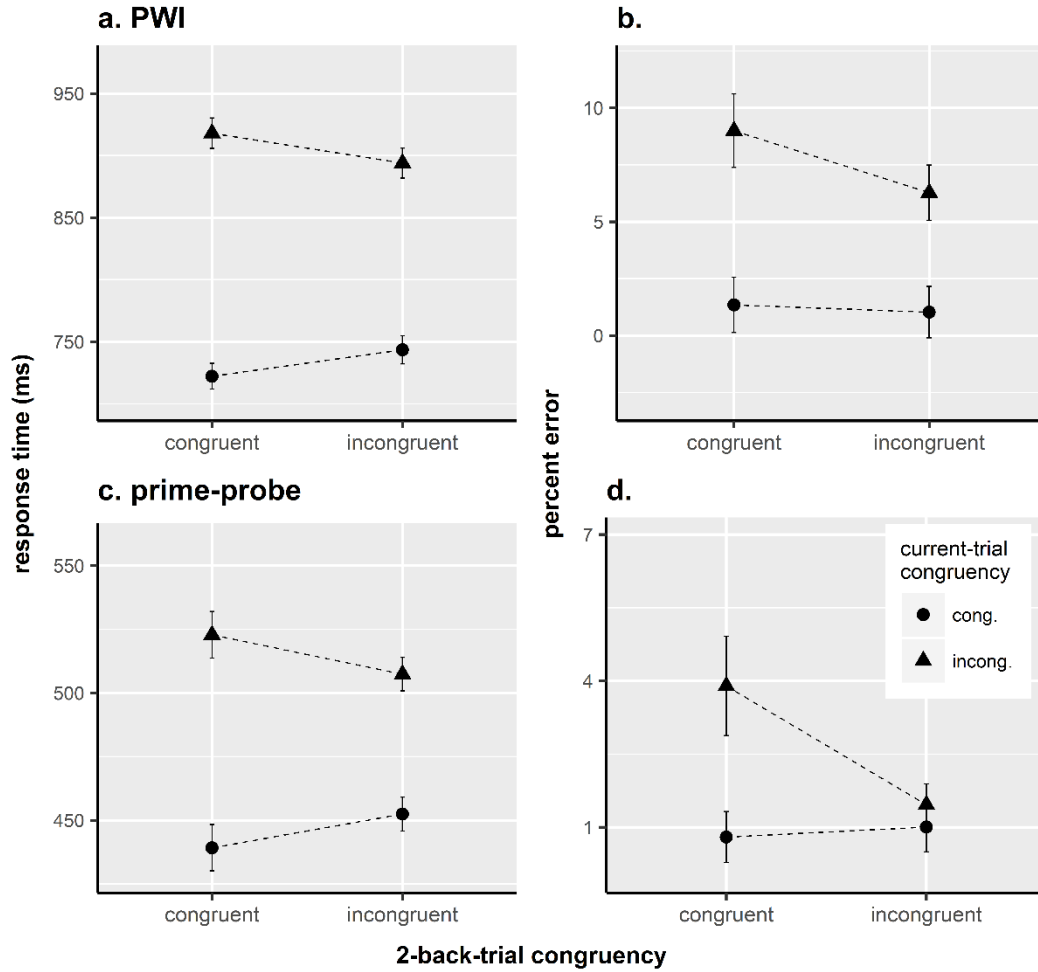 a. PWI
response time (ms)
950
850
750
congruent
incongruent
b.
percent error
10
5
0
congruent
incongruent
c. prime-probe
550
500
450
congruent
incongruent
d.
7
4
1
current-trial
congruency
cong.
incong.
congruent
incongruent
2-back-trial congruency